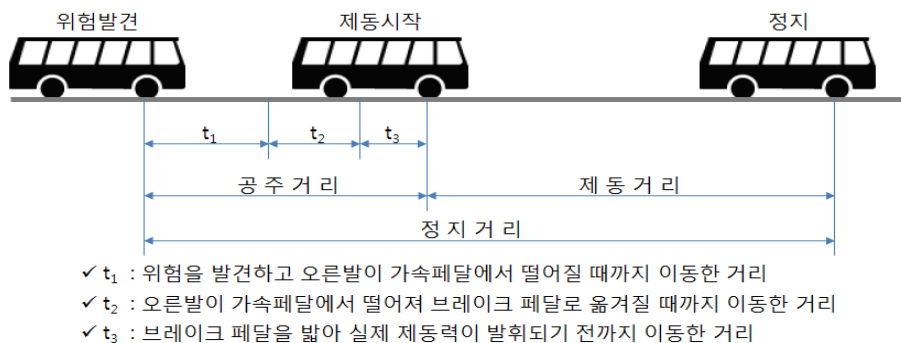 위험발견 제동시작 정지
t₁ t₂ t₃
공 주 거 리 제 동 거 리
정 지 거 리
✓ t₁ : 위험을 발견하고 오른발이 가속페달에서 떨어질 때까지 이동한 거리
✓ t₂ : 오른발이 가속페달에서 떨어져 브레이크 페달로 옮겨질 때까지 이동한 거리
✓ t₃ : 브레이크 페달을 밟아 실제 제동력이 발휘되기 전까지 이동한 거리